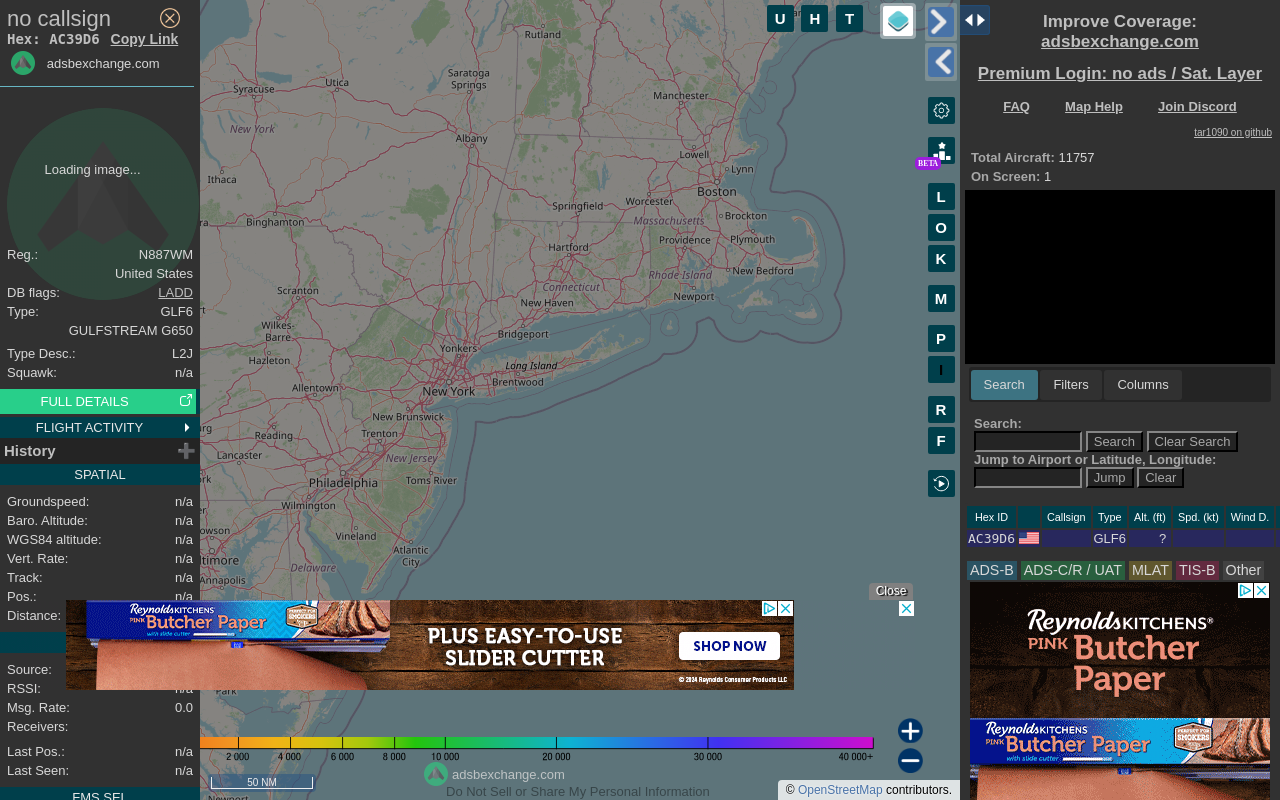 no callsign
Hex: AC39D6 Copy Link
adsbexchange.com
Loading image...
Reg.: N887WM
United States
DB flags: LADD
Type: GLF6
GULFSTREAM G650
Type Desc.: L2J
Squawk: n/a
FULL DETAILS
FLIGHT ACTIVITY
History
SPATIAL
Groundspeed: n/a
Baro. Altitude: n/a
WGS84 altitude: n/a
Vert. Rate: n/a
Track: n/a
Pos.: n/a
Distance:
Source:
RSSI: n/a
Msg. Rate: 0.0
Receivers:
Last Pos.: n/a
Last Seen: n/a
FMS SEL
U H T
Rutland
Utica
Saratoga
Springs
Syracuse
Manchester
New York
Albany
Lowell
Lynn
Ithaca
Boston
Springfield
Worcester
Binghamton
Massachusetts
Brockton
Providence
Plymouth
Hartford
Rhode Island
New Bedford
Connecticut
Scranton
New Haven
Newport
Wilkes-
Barre
Bridgeport
Yonkers
Hazleton
Long Island
Brentwood
Allentown
New York
New Brunswick
Reading
Trenton
Lancaster
New Jersey
Philadelphia
Toms River
Wilmington
Vineland
Atlantic
City
Delaware
Annapolis
Park
Newport
BETA
L
O
K
M
P
I
R
F
Close
Reynolds KITCHENS
PINK Butcher Paper
with slide cutter
PERFECT FOR SMOKERS
PLUS EASY-TO-USE
SLIDER CUTTER
SHOP NOW
© 2024 Reynolds Consumer Products LLC
2 000 4 000 6 000 8 000 10 000 20 000 30 000 40 000+
50 NM
adsbexchange.com
Do Not Sell or Share My Personal Information
© OpenStreetMap contributors.
Improve Coverage:
adsbexchange.com
Premium Login: no ads / Sat. Layer
FAQ Map Help Join Discord
tar1090 on github
Total Aircraft: 11757
On Screen: 1
Search Filters Columns
Search:
Search Clear Search
Jump to Airport or Latitude, Longitude:
Jump Clear
Hex ID Callsign Type Alt. (ft) Spd. (kt) Wind D.
AC39D6 GLF6 ?
ADS-B ADS-C/R / UAT MLAT TIS-B Other
Reynolds KITCHENS®
PINK Butcher
Paper
Reynolds KITCHENS
PINK Butcher Paper
with slide cutter
PERFECT FOR SMOKERS